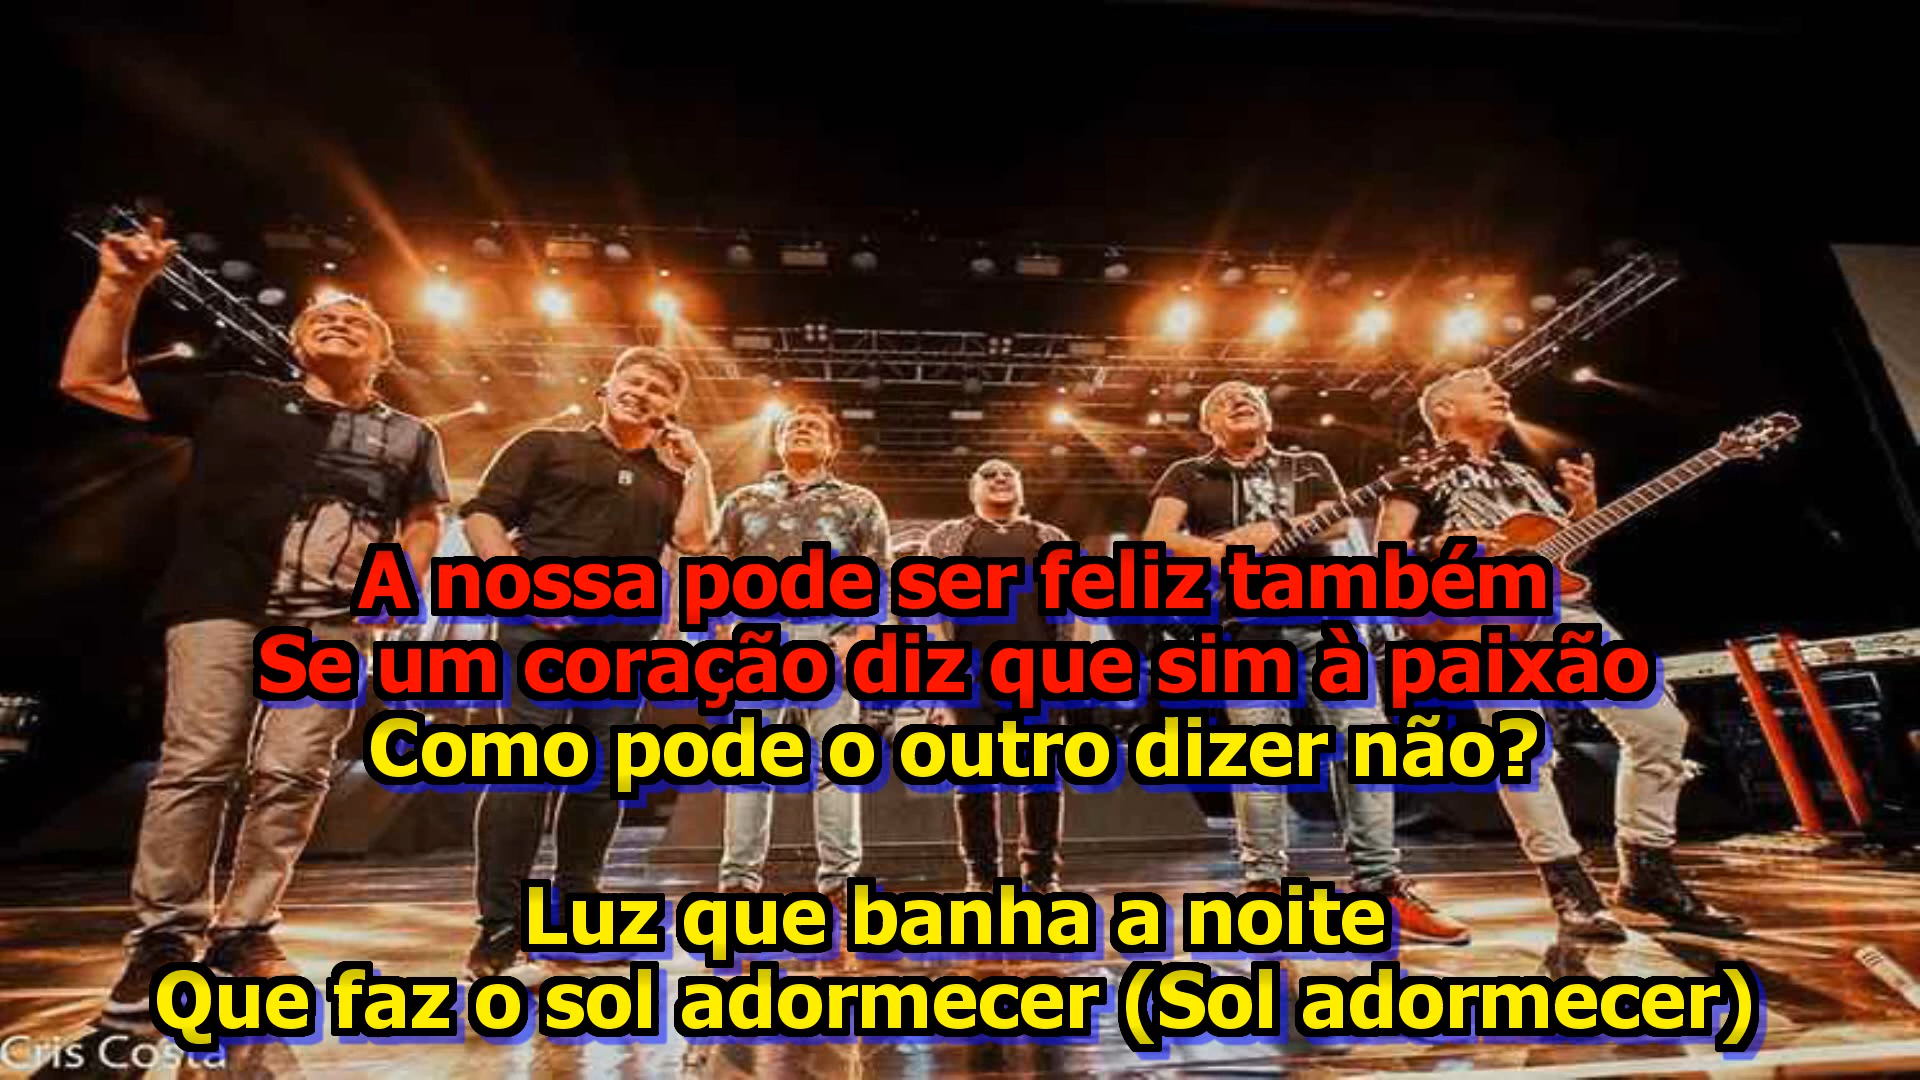 A nossa pode ser feliz também
Se um coração diz que sim à paixão
Como pode o outro dizer não?
Luz que banha a noite
Que faz o sol adormecer (Sol adormecer)
Cris Costa